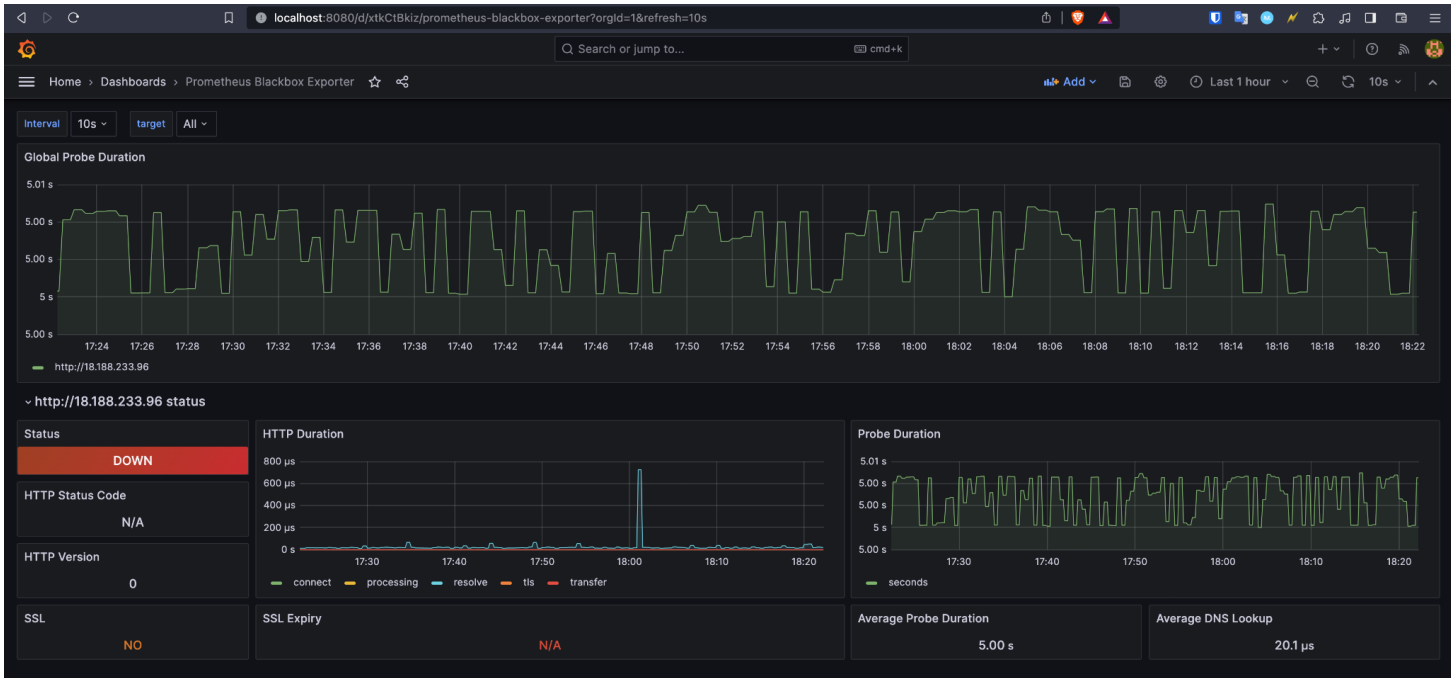 localhost:8080/d/xtkCtBkiz/prometheus-blackbox-exporter?orgId=1&refresh=10s
Search or jump to... cmd+k
Home › Dashboards › Prometheus Blackbox Exporter Add Last 1 hour 10s
Interval 10s target All
Global Probe Duration
5.01 s
5.00 s
5.00 s
5 s
5.00 s
17:24 17:26 17:28 17:30 17:32 17:34 17:36 17:38 17:40 17:42 17:44 17:46 17:48 17:50 17:52 17:54 17:56 17:58 18:00 18:02 18:04 18:06 18:08 18:10 18:12 18:14 18:16 18:18 18:20 18:22
http://18.188.233.96
http://18.188.233.96 status
Status
DOWN
HTTP Status Code
N/A
HTTP Version
0
SSL
NO
HTTP Duration
800 µs
600 µs
400 µs
200 µs
0 s
17:30 17:40 17:50 18:00 18:10 18:20
connect processing resolve tls transfer
SSL Expiry
N/A
Probe Duration
5.01 s
5.00 s
5.00 s
5 s
5.00 s
17:30 17:40 17:50 18:00 18:10 18:20
seconds
Average Probe Duration
5.00 s
Average DNS Lookup
20.1 µs